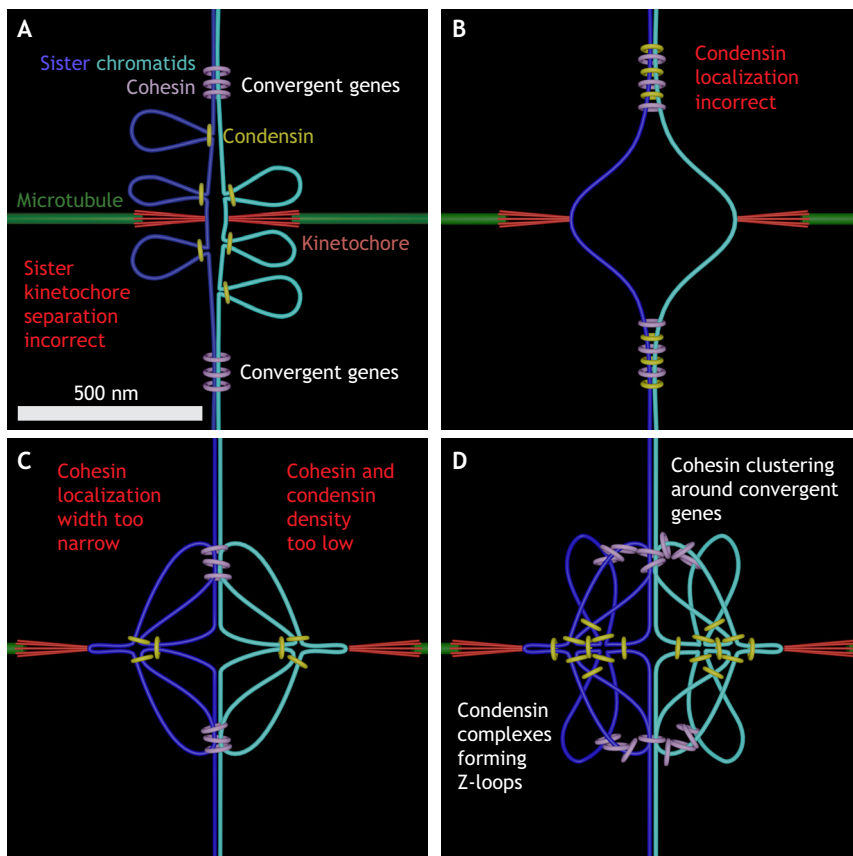 A
Sister chromatids
Cohesin
Convergent genes
Condensin
Microtubule
Kinetochore
Sister
kinetochore
separation
incorrect
Convergent genes
500 nm
B
Condensin
localization
incorrect
C
Cohesin
localization
width too
narrow
Cohesin and
condensin
density
too low
D
Cohesin clustering
around convergent
genes
Condensin
complexes
forming
Z-loops